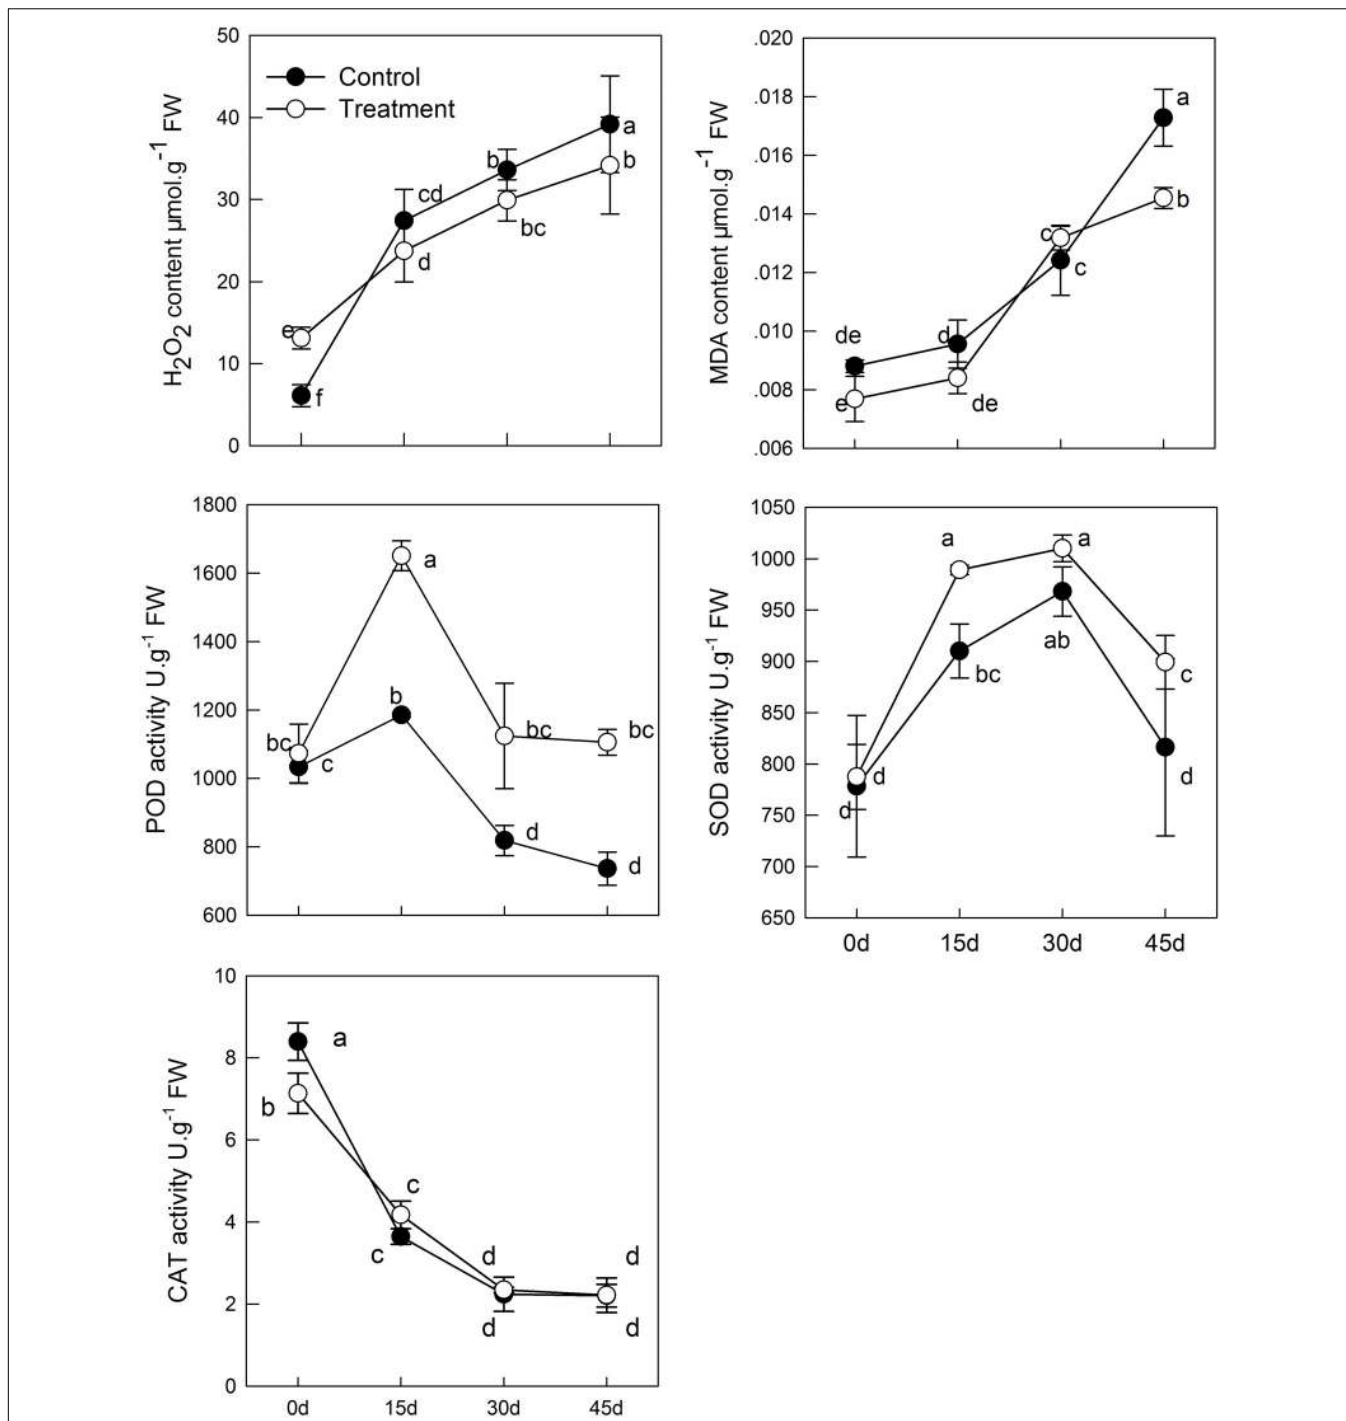 H₂O₂ content µmol.g⁻¹ FW
50
40
30
20
10
0
Control
Treatment
e
f
cd
d
b
bc
a
b
MDA content µmol.g⁻¹ FW
.020
.018
.016
.014
.012
.010
.008
.006
de
e
d
de
c
c
a
b
POD activity U.g⁻¹ FW
1800
1600
1400
1200
1000
800
600
bc
c
a
b
bc
d
bc
d
SOD activity U.g⁻¹ FW
1050
1000
950
900
850
800
750
700
650
d
d
a
bc
a
ab
c
d
0d 15d 30d 45d
CAT activity U.g⁻¹ FW
10
8
6
4
2
0
a
b
c
c
d
d
d
d
0d 15d 30d 45d